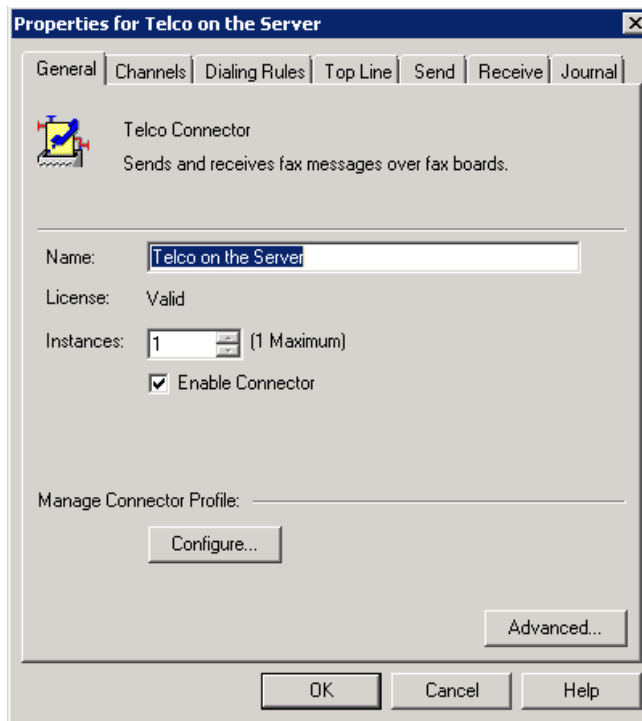 Properties for Telco on the Server
General Channels Dialing Rules Top Line Send Receive Journal
Telco Connector
Sends and receives fax messages over fax boards.
Name: Telco on the Server
License: Valid
Instances: 1 (1 Maximum)
Enable Connector
Manage Connector Profile:
Configure...
Advanced...
OK Cancel Help